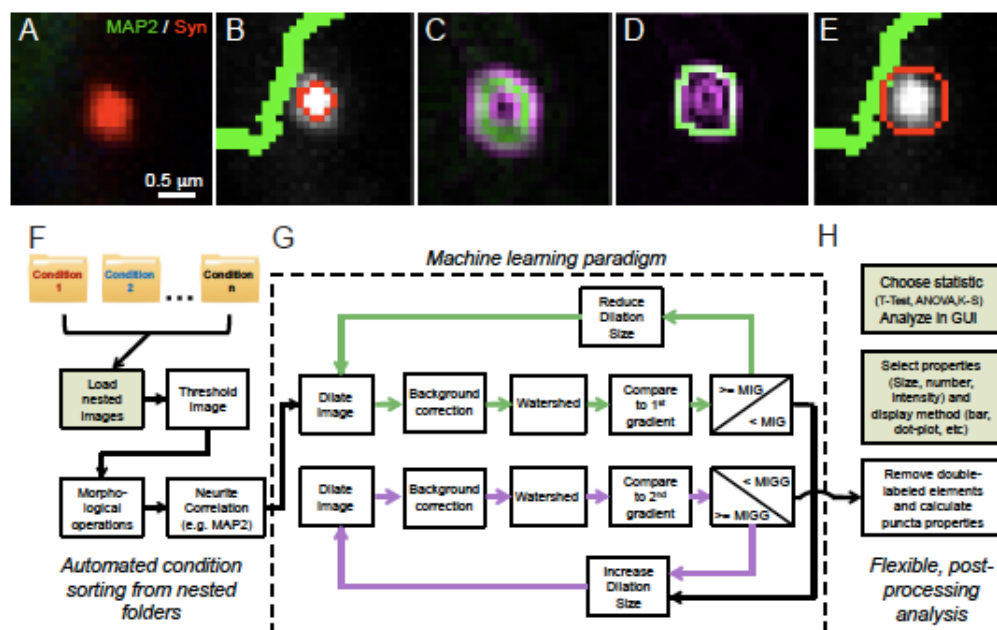 A
MAP2 / Syn
0.5 µm
B
C
D
E
F
Condition
1
Condition
2
...
Condition
n
Load
nested
Images
Threshold
Image
Morpho-
logical
operations
Neurite
Correlation
(e.g. MAP2)
Automated condition
sorting from nested
folders
G
Machine learning paradigm
Reduce
Dilation
Size
Dilate
Image
Background
correction
Watershed
Compare
to 1st
gradient
>= MIG
< MIG
Dilate
Image
Background
correction
Watershed
Compare
to 2nd
gradient
< MIGG
>= MIGG
Increase
Dilation
Size
H
Choose statistic
(T-Test, ANOVA,K-S)
Analyze in GUI
Select properties
(Size, number,
intensity) and
display method (bar,
dot-plot, etc)
Remove double-
labeled elements
and calculate
puncta properties
Flexible, post-
processing
analysis